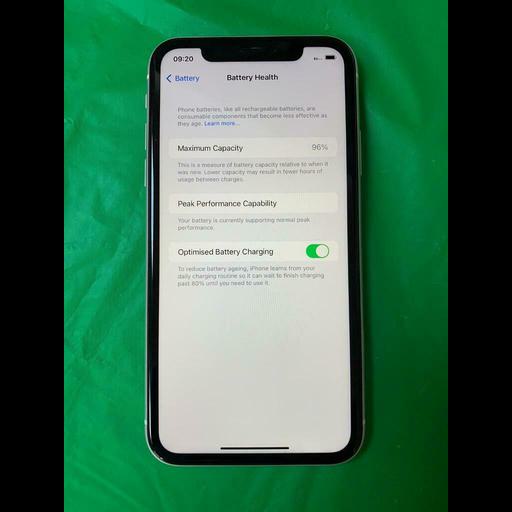 09:20
Battery
Battery Health
Phone batteries, like all rechargeable batteries, are
consumable components that become less effective as
they age. Learn more...
Maximum Capacity 96%
This is a measure of battery capacity relative to when it
was new. Lower capacity may result in fewer hours of
usage between charges.
Peak Performance Capability
Your battery is currently supporting normal peak
performance.
Optimised Battery Charging
To reduce battery ageing, iPhone learns from your
daily charging routine so it can wait to finish charging
past 80% until you need to use it.